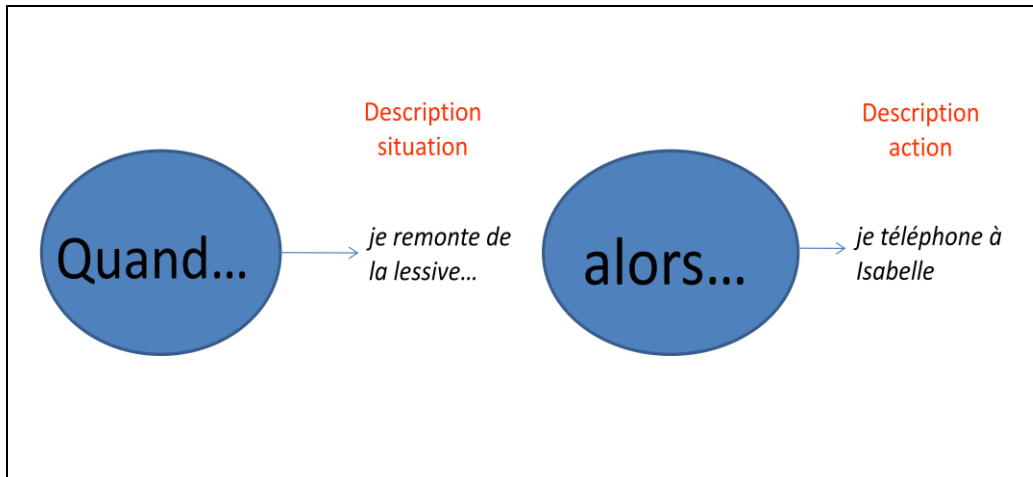 Description
situation
Quand...
je remonte de
la lessive...
Description
action
alors...
je téléphone à
Isabelle